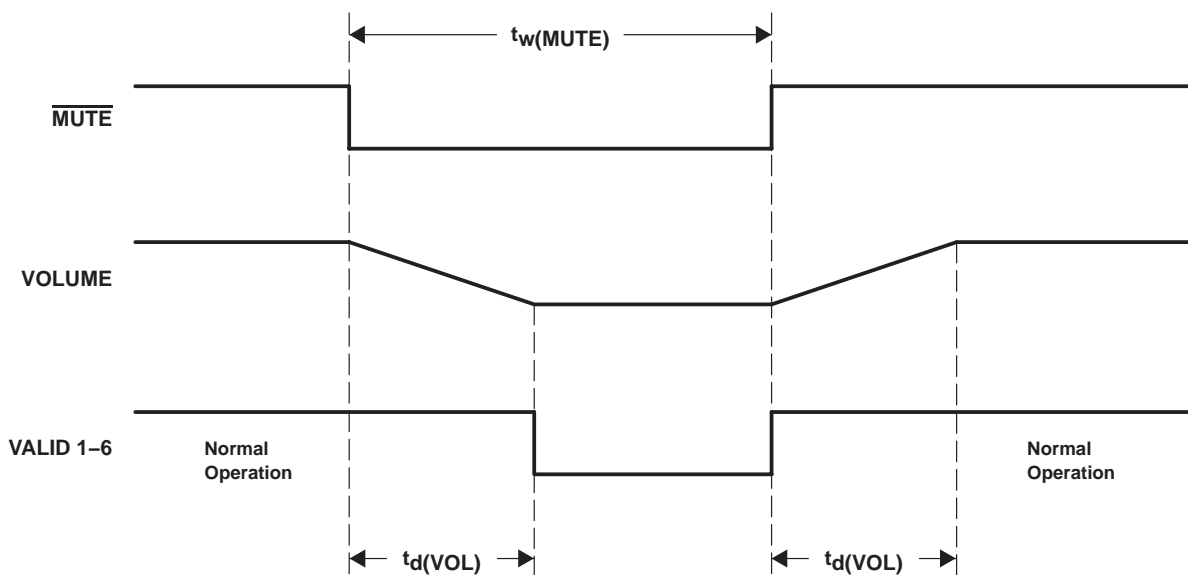 tw(MUTE)
MUTE
VOLUME
VALID 1–6
Normal
Operation
Normal
Operation
td(VOL)
td(VOL)